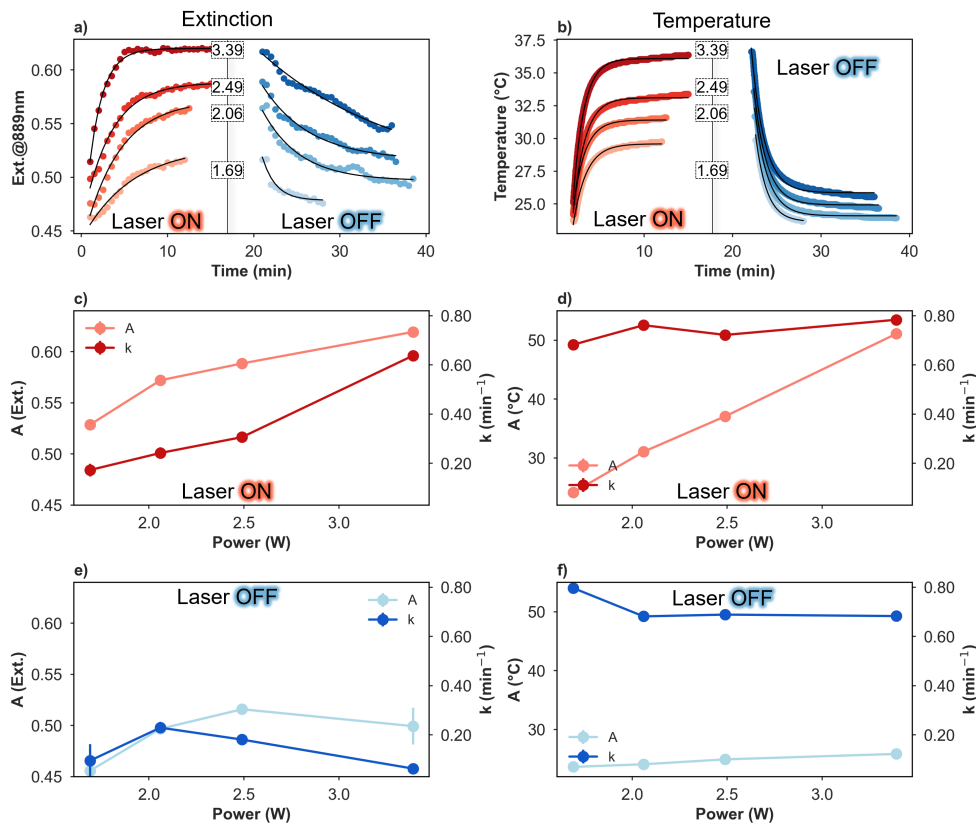 a) Extinction
Ext.@889nm
0.60
0.55
0.50
0.45
3.39
2.49
2.06
1.69
Laser ON
Laser OFF
0 10 20 30 40
Time (min)
b) Temperature
Temperature (°C)
37.5
35.0
32.5
30.0
27.5
25.0
3.39
2.49
2.06
1.69
Laser OFF
Laser ON
0 10 20 30 40
Time (min)
c)
A (Ext.)
0.60
0.55
0.50
0.45
A
k
Laser ON
0.80
0.60
0.40
0.20
k (min⁻¹)
2.0 2.5 3.0
Power (W)
d)
A (°C)
50
40
30
A
k
Laser ON
0.80
0.60
0.40
0.20
k (min⁻¹)
2.0 2.5 3.0
Power (W)
e)
Laser OFF
A (Ext.)
0.60
0.55
0.50
0.45
A
k
0.80
0.60
0.40
0.20
k (min⁻¹)
2.0 2.5 3.0
Power (W)
f)
Laser OFF
A (°C)
50
40
30
A
k
0.80
0.60
0.40
0.20
k (min⁻¹)
2.0 2.5 3.0
Power (W)